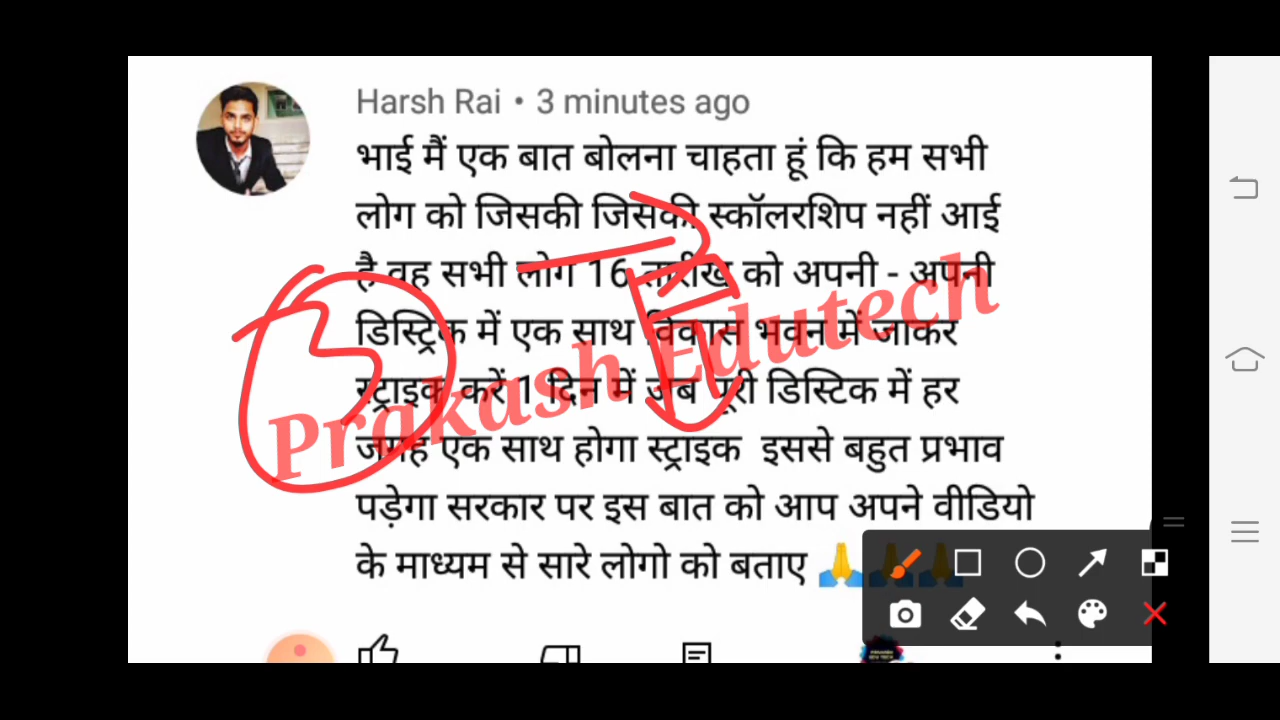 Harsh Rai • 3 minutes ago
भाई मैं एक बात बोलना चाहता हूं कि हम सभी
लोग को जिसकी जिसकी स्कॉलरशिप नहीं आई
है वह सभी लोग 16 तारीख को अपनी - अपनी
डिस्ट्रिक में एक साथ विकास भवन में जाकर
स्ट्राइक करें 1 दिन में जब पूरी डिस्टिक में हर
जगह एक साथ होगा स्ट्राइक इससे बहुत प्रभाव
पड़ेगा सरकार पर इस बात को आप अपने वीडियो
के माध्यम से सारे लोगो को बताए 🙏🙏🙏
Prakash Edutech